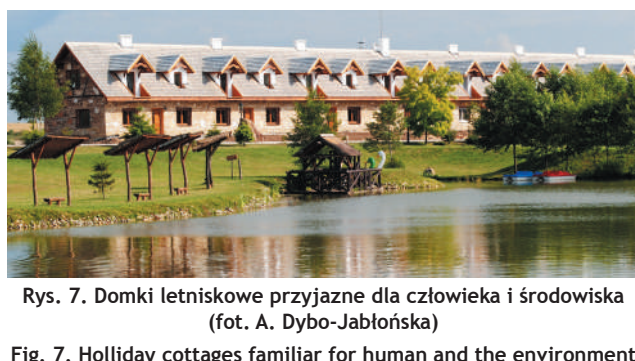 Rys. 7. Domki letniskowe przyjazne dla człowieka i środowiska
(fot. A. Dybo-Jabłońska)
Fig. 7. Holliday cottages familiar for human and the environment